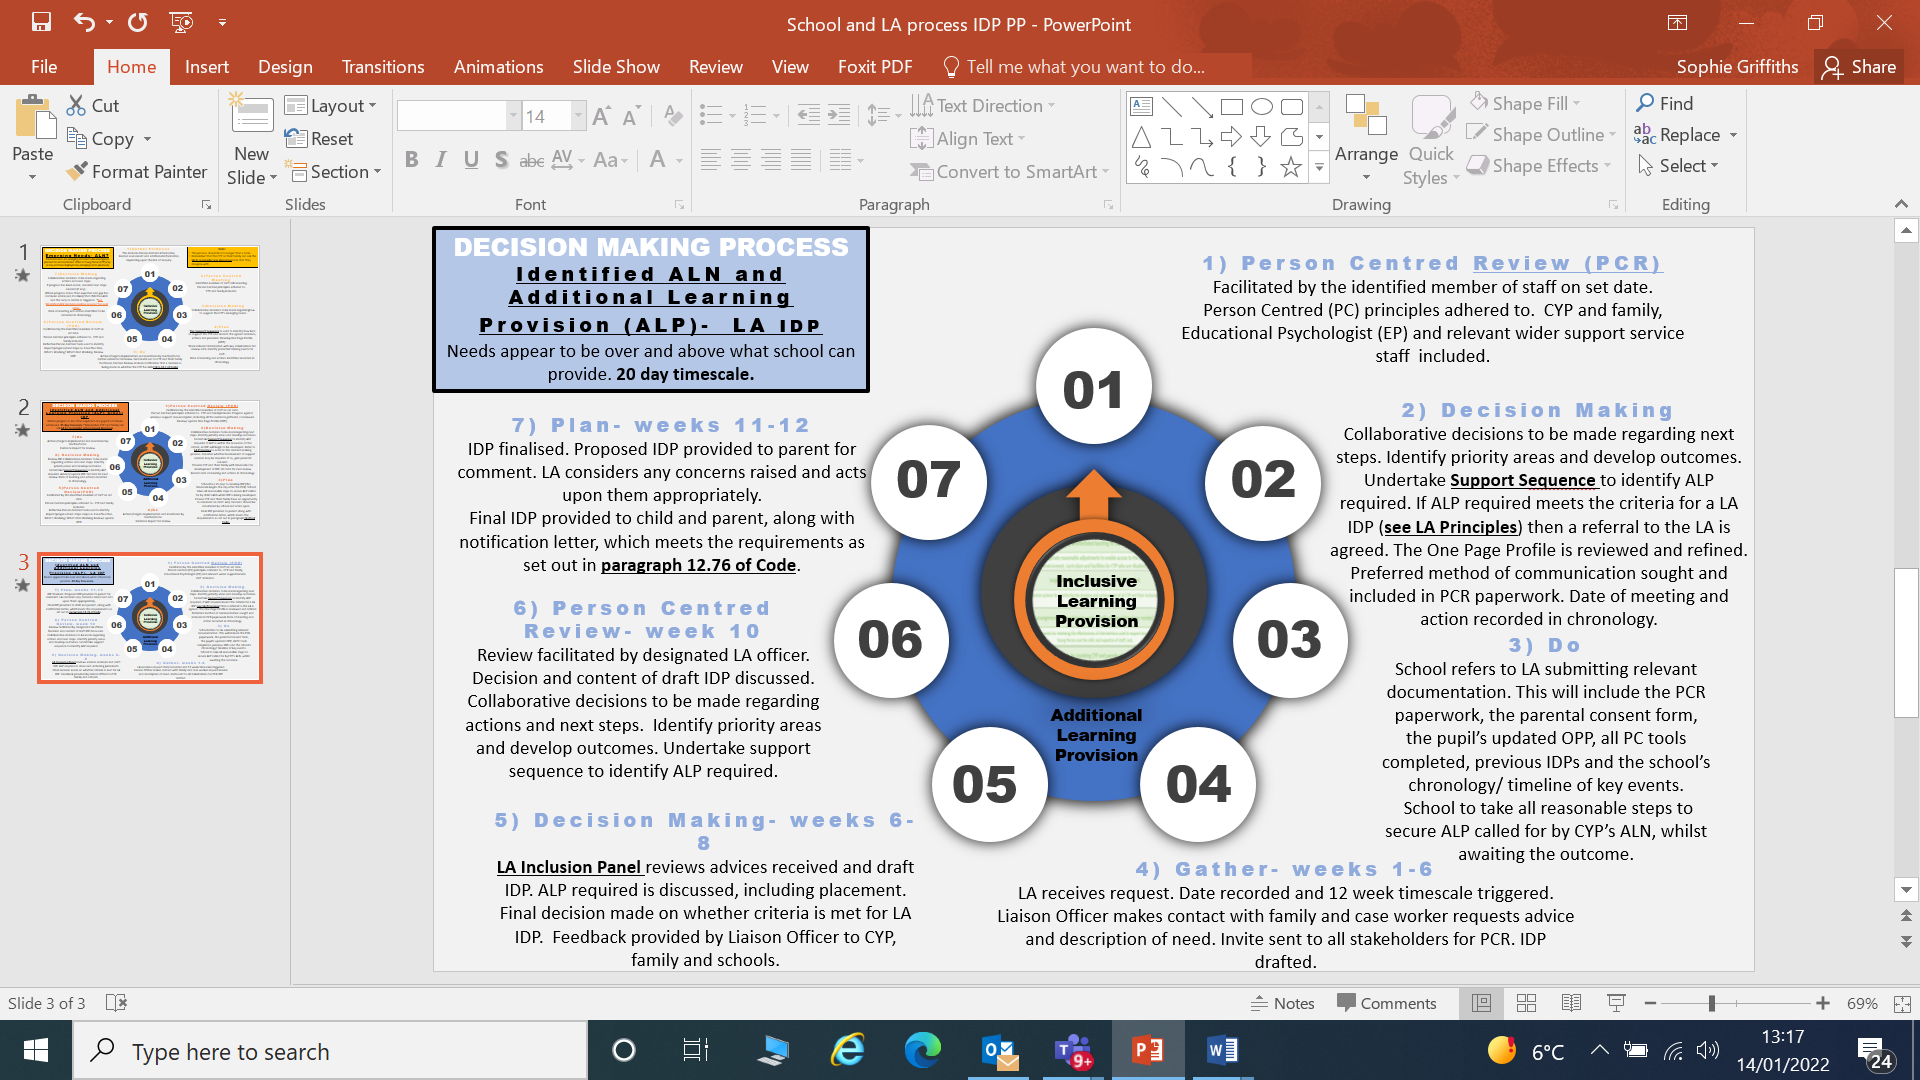 School and LA process IDP PP - PowerPoint
File Home Insert Design Transitions Animations Slide Show Review View Foxit PDF Tell me what you want to do... Sophie Griffiths Share
Paste
Cut
Copy
Format Painter
Clipboard
New Slide
Layout
Reset
Section
Slides
14
B I U S abc AV Aa A
Font
Text Direction
Align Text
Convert to SmartArt
Paragraph
Arrange
Quick Styles
Shape Fill
Shape Outline
Shape Effects
Drawing
Find
Replace
Select
Editing
1
2
3
DECISION MAKING PROCESS
Identified ALN and
Additional Learning
Provision (ALP)- LA IDP
Needs appear to be over and above what school can
provide. 20 day timescale.
1) Person Centred Review (PCR)
Facilitated by the identified member of staff on set date.
Person Centred (PC) principles adhered to. CYP and family,
Educational Psychologist (EP) and relevant wider support service
staff included.
2) Decision Making
Collaborative decisions to be made regarding next
steps. Identify priority areas and develop outcomes.
Undertake Support Sequence to identify ALP
required. If ALP required meets the criteria for a LA
IDP (see LA Principles) then a referral to the LA is
agreed. The One Page Profile is reviewed and refined.
Preferred method of communication sought and
included in PCR paperwork. Date of meeting and
action recorded in chronology.
3) Do
School refers to LA submitting relevant
documentation. This will include the PCR
paperwork, the parental consent form,
the pupil's updated OPP, all PC tools
completed, previous IDPs and the school's
chronology/ timeline of key events.
School to take all reasonable steps to
secure ALP called for by CYP's ALN, whilst
awaiting the outcome.
4) Gather- weeks 1-6
LA receives request. Date recorded and 12 week timescale triggered.
Liaison Officer makes contact with family and case worker requests advice
and description of need. Invite sent to all stakeholders for PCR. IDP
drafted.
5) Decision Making- weeks 6-
8
LA Inclusion Panel reviews advices received and draft
IDP. ALP required is discussed, including placement.
Final decision made on whether criteria is met for LA
IDP. Feedback provided by Liaison Officer to CYP,
family and schools.
6) Person Centred
Review- week 10
Review facilitated by designated LA officer.
Decision and content of draft IDP discussed.
Collaborative decisions to be made regarding
actions and next steps. Identify priority areas
and develop outcomes. Undertake support
sequence to identify ALP required.
7) Plan- weeks 11-12
IDP finalised. Proposed IDP provided to parent for
comment. LA considers any concerns raised and acts
upon them appropriately.
Final IDP provided to child and parent, along with
notification letter, which meets the requirements as
set out in paragraph 12.76 of Code.
01
02
03
04
05
06
07
Inclusive
Learning
Provision
Additional
Learning
Provision
Slide 3 of 3 Notes Comments 69%
Type here to search
9+
6°C
13:17
14/01/2022
24